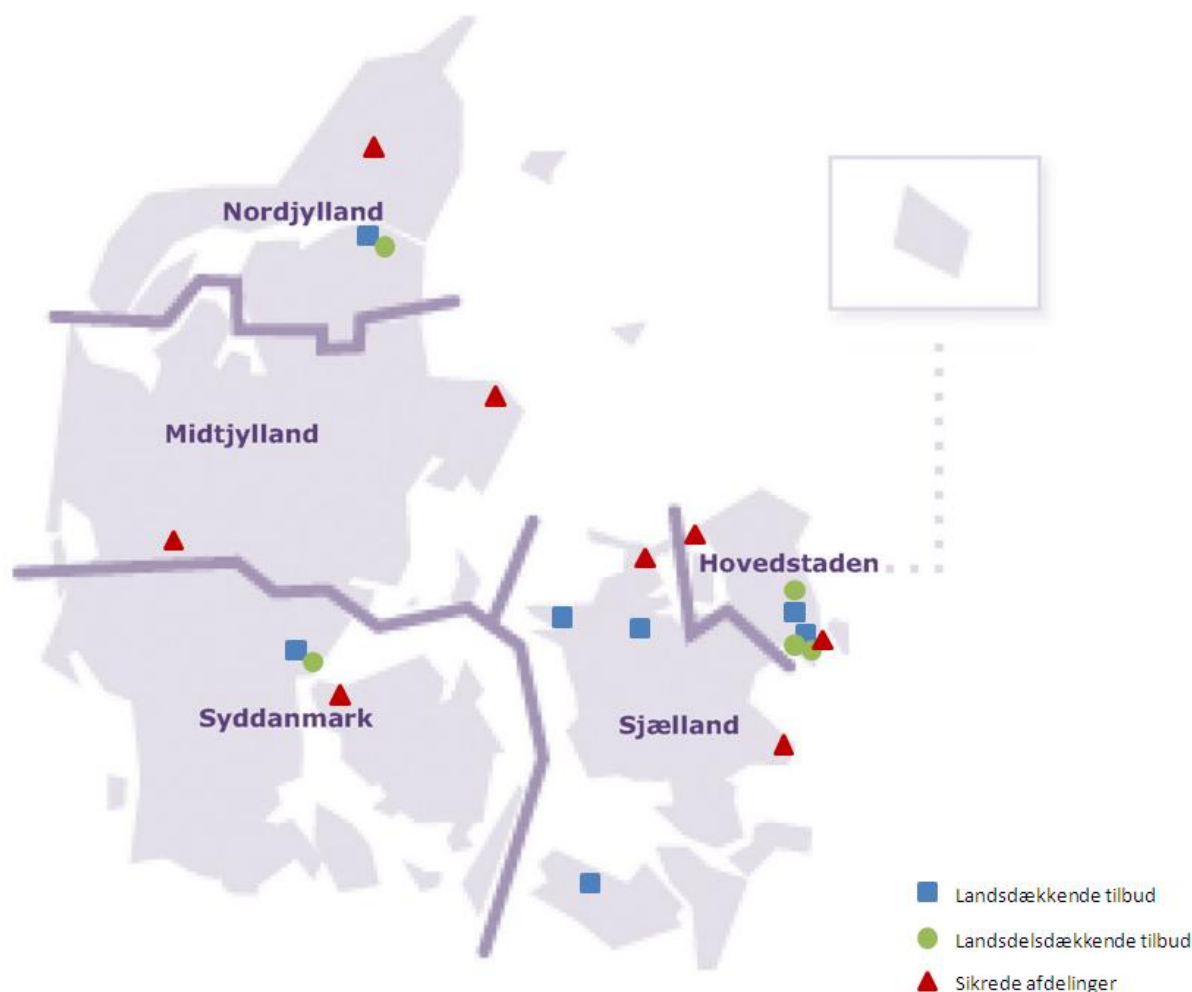 Nordjylland
Midtjylland
Hovedstaden
Syddanmark
Sjælland
Landsdækkende tilbud
Landsdelsdækkende tilbud
Sikrede afdelinger